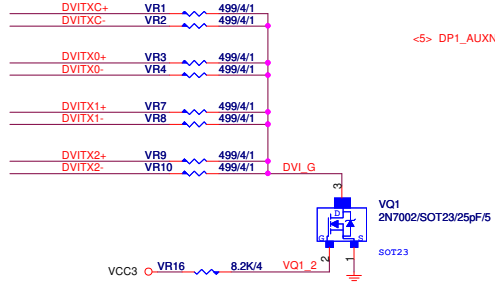 DVITXC+ VR1 499/4/1
DVITXC- VR2 499/4/1
<5> DP1_AUXN
DVITX0+ VR3 499/4/1
DVITX0- VR4 499/4/1
DVITX1+ VR7 499/4/1
DVITX1- VR8 499/4/1
DVITX2+ VR9 499/4/1
DVITX2- VR10 499/4/1 DVI_G
3
VQ1
2N7002/SOT23/25pF/5
D
G S
SOT23
2 1
VCC3 VR16 8.2K/4 VQ1_2